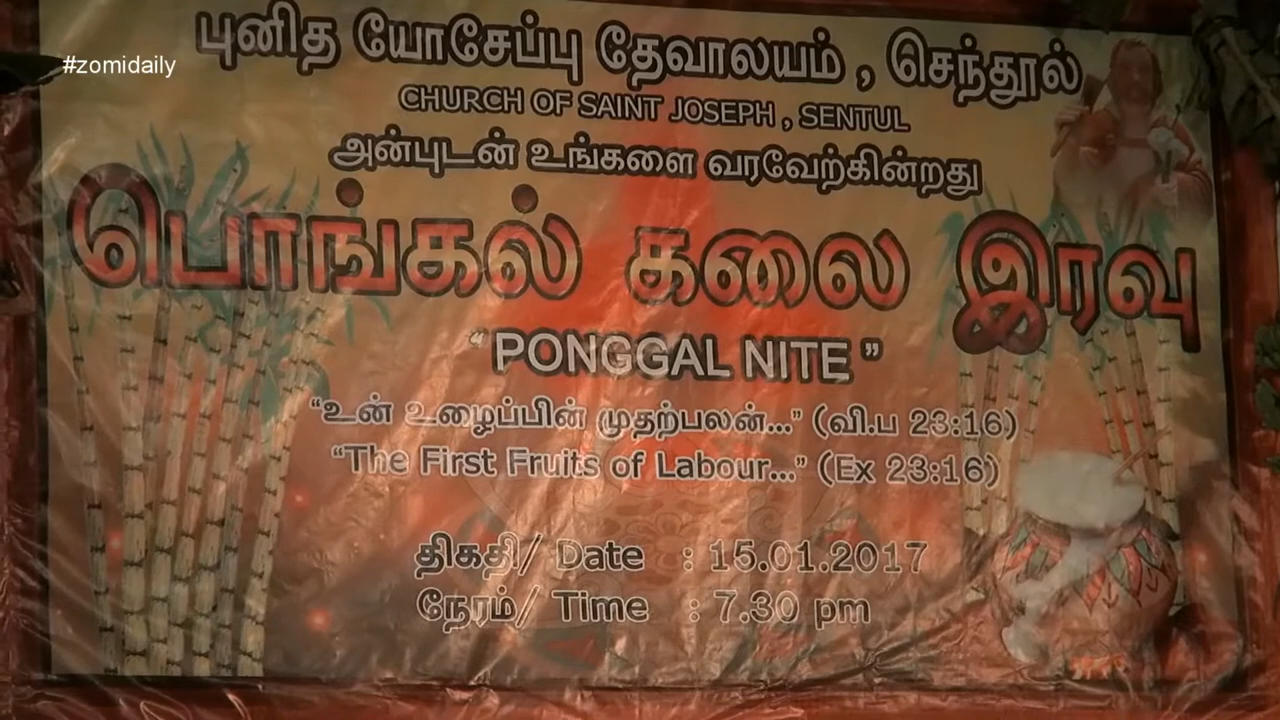 #zomidaily
புனித யோசேப்பு தேவாலயம் , செந்தூல்
CHURCH OF SAINT JOSEPH , SENTUL
அன்புடன் உங்களை வரவேற்கின்றது
பொங்கல் கலை இரவு
“ PONGGAL NITE ”
“உன் உழைப்பின் முதற்பலன்...” (வி.ப 23:16)
“The First Fruits of Labour...” (Ex 23:16)
திகதி/ Date : 15.01.2017
நேரம்/ Time : 7.30 pm